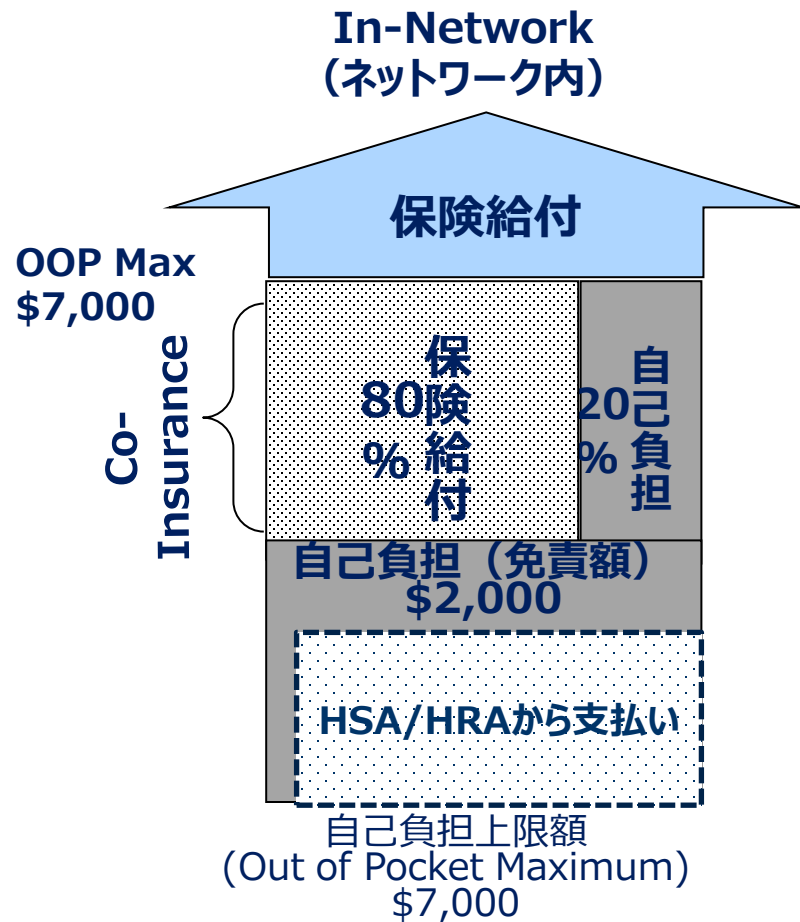 In-Network
（ネットワーク内）
保険給付
OOP Max
$7,000
Co-
Insurance
保険給付
80
%
自己負担
20
%
自己負担（免責額）
$2,000
HSA/HRAから支払い
自己負担上限額
(Out of Pocket Maximum)
$7,000